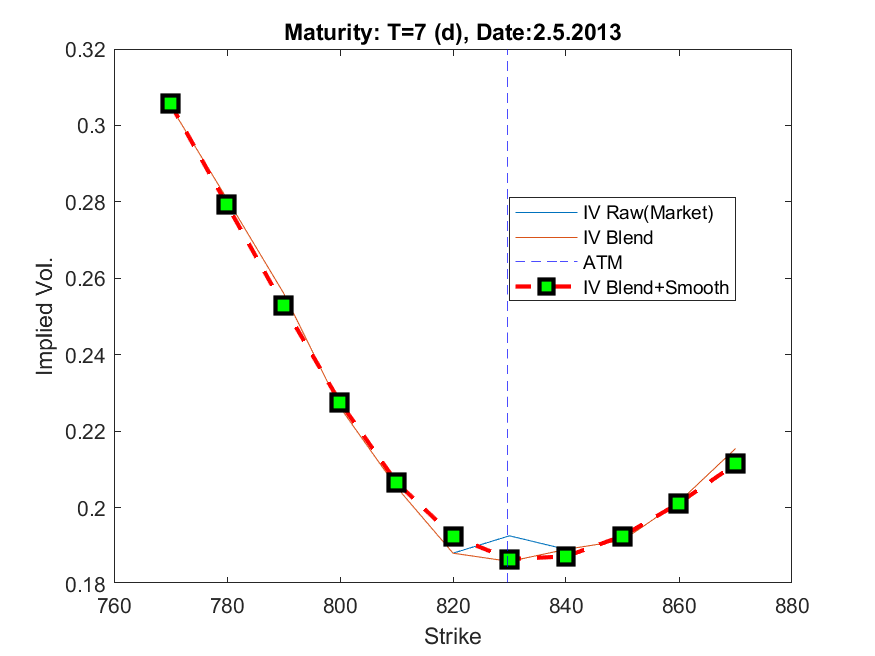 Maturity: T=7 (d), Date:2.5.2013
0.32
0.3
0.28
0.26
0.24
0.22
0.2
0.18
Implied Vol.
IV Raw(Market)
IV Blend
ATM
IV Blend+Smooth
760 780 800 820 840 860 880
Strike